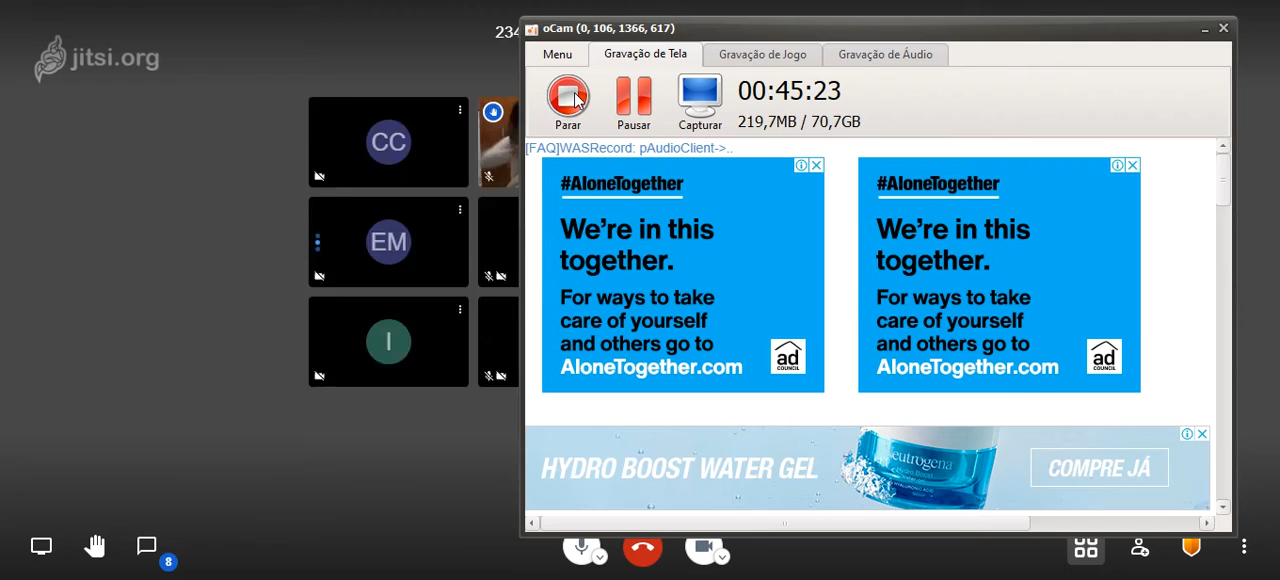 oCam (0, 106, 1366, 617)
234
jitsi.org
Menu
Gravação de Tela
Gravação de Jogo
Gravação de Áudio
Parar
Pausar
Capturar
00:45:23
219,7MB / 70,7GB
[FAQ]WASRecord: pAudioClient->..
CC
EM
I
#AloneTogether
We're in this
together.
For ways to take
care of yourself
and others go to
AloneTogether.com
ad
COUNCIL
#AloneTogether
We're in this
together.
For ways to take
care of yourself
and others go to
AloneTogether.com
ad
COUNCIL
HYDRO BOOST WATER GEL
neutrogena
COMPRE JÁ
8